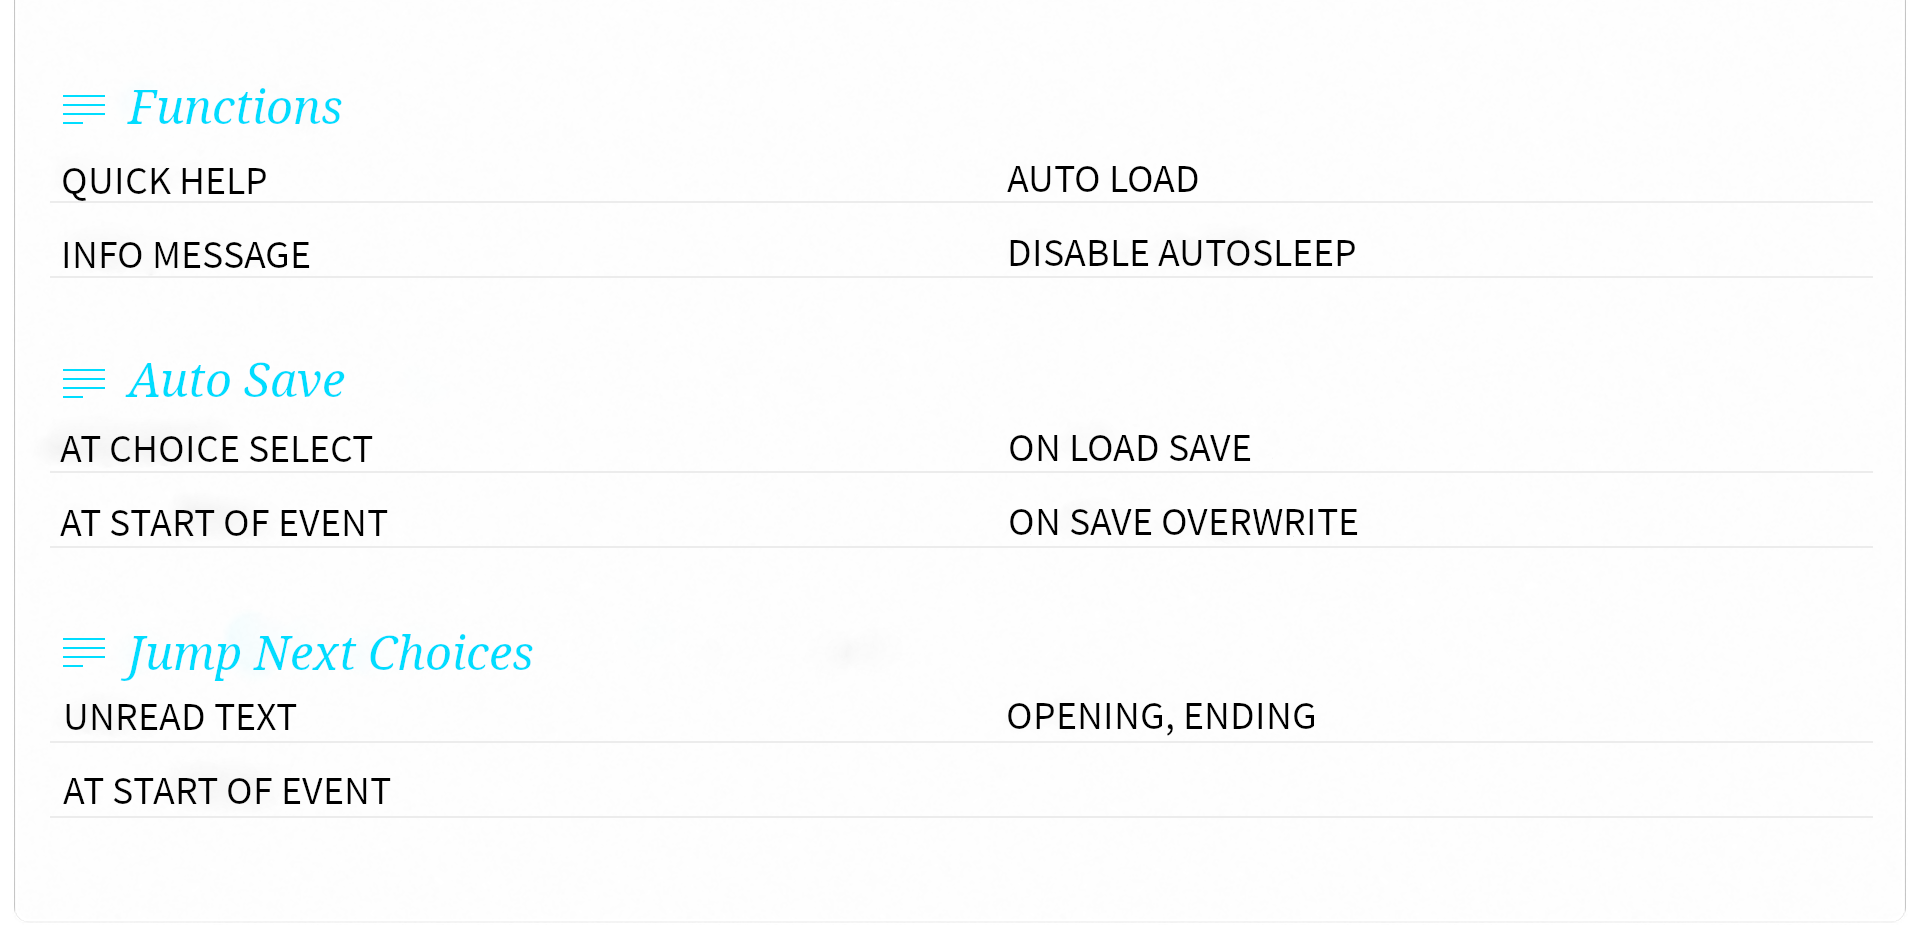 Functions
QUICK HELP
AUTO LOAD
INFO MESSAGE
DISABLE AUTOSLEEP
Auto Save
AT CHOICE SELECT
ON LOAD SAVE
AT START OF EVENT
ON SAVE OVERWRITE
Jump Next Choices
UNREAD TEXT
OPENING, ENDING
AT START OF EVENT